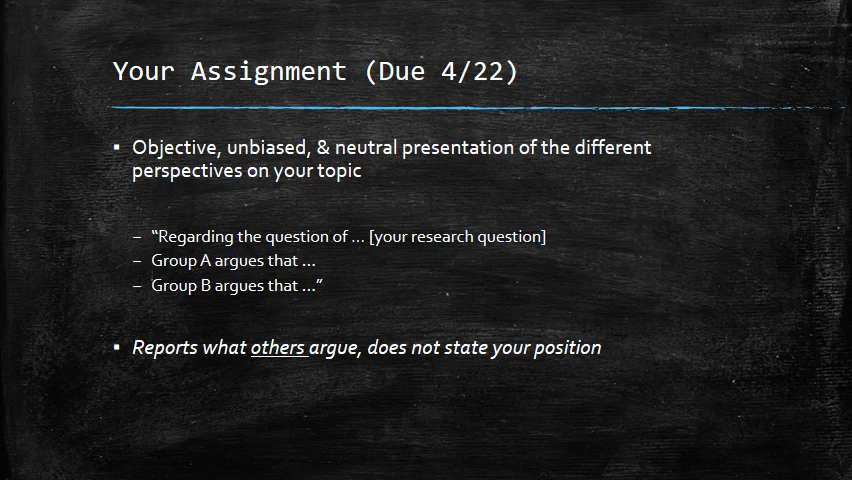 Your Assignment (Due 4/22)
▪ Objective, unbiased, & neutral presentation of the different
perspectives on your topic
– “Regarding the question of … [your research question]
– Group A argues that …
– Group B argues that …”
▪ Reports what others argue, does not state your position